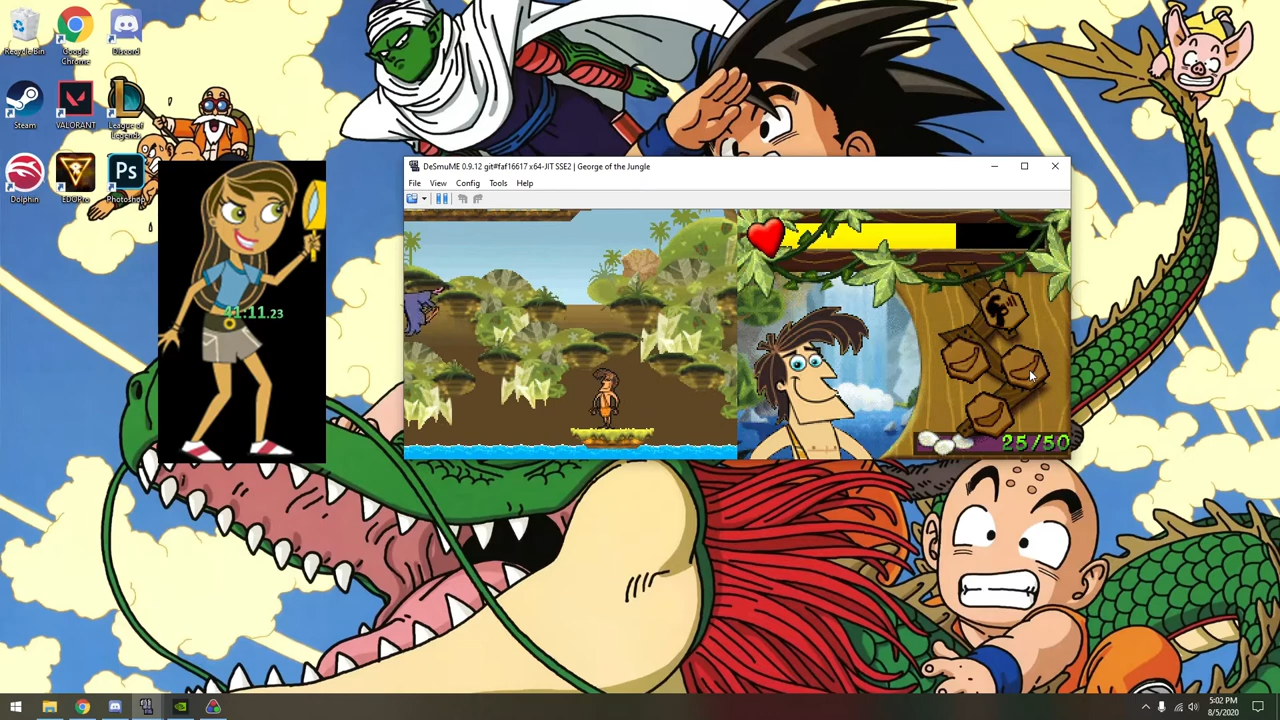 Recycle Bin
Google Chrome
Discord
Steam
VALORANT
League of Legends
Dolphin
EDOPro
Ps
Photoshop
41:11.23
DeSmuME 0.9.12 git#faf16617 x64-JIT SSE2 | George of the Jungle
File View Config Tools Help
25/50
5:02 PM
8/5/2020